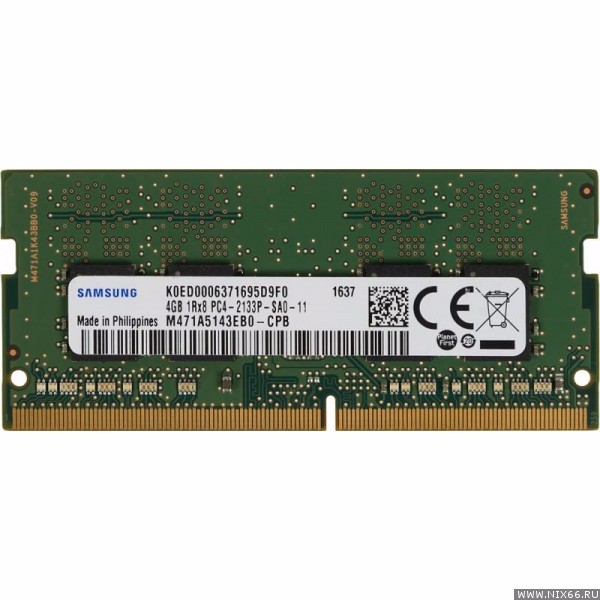 M471A1K43BB0-V09
SAMSUNG
SAMSUNG
K0ED0006371695D9F0
1637
4GB 1Rx8 PC4-2133P-SA0-11
Made in Philippines
M471A5143EB0-CPB
Planet
First
WWW.NIX66.RU